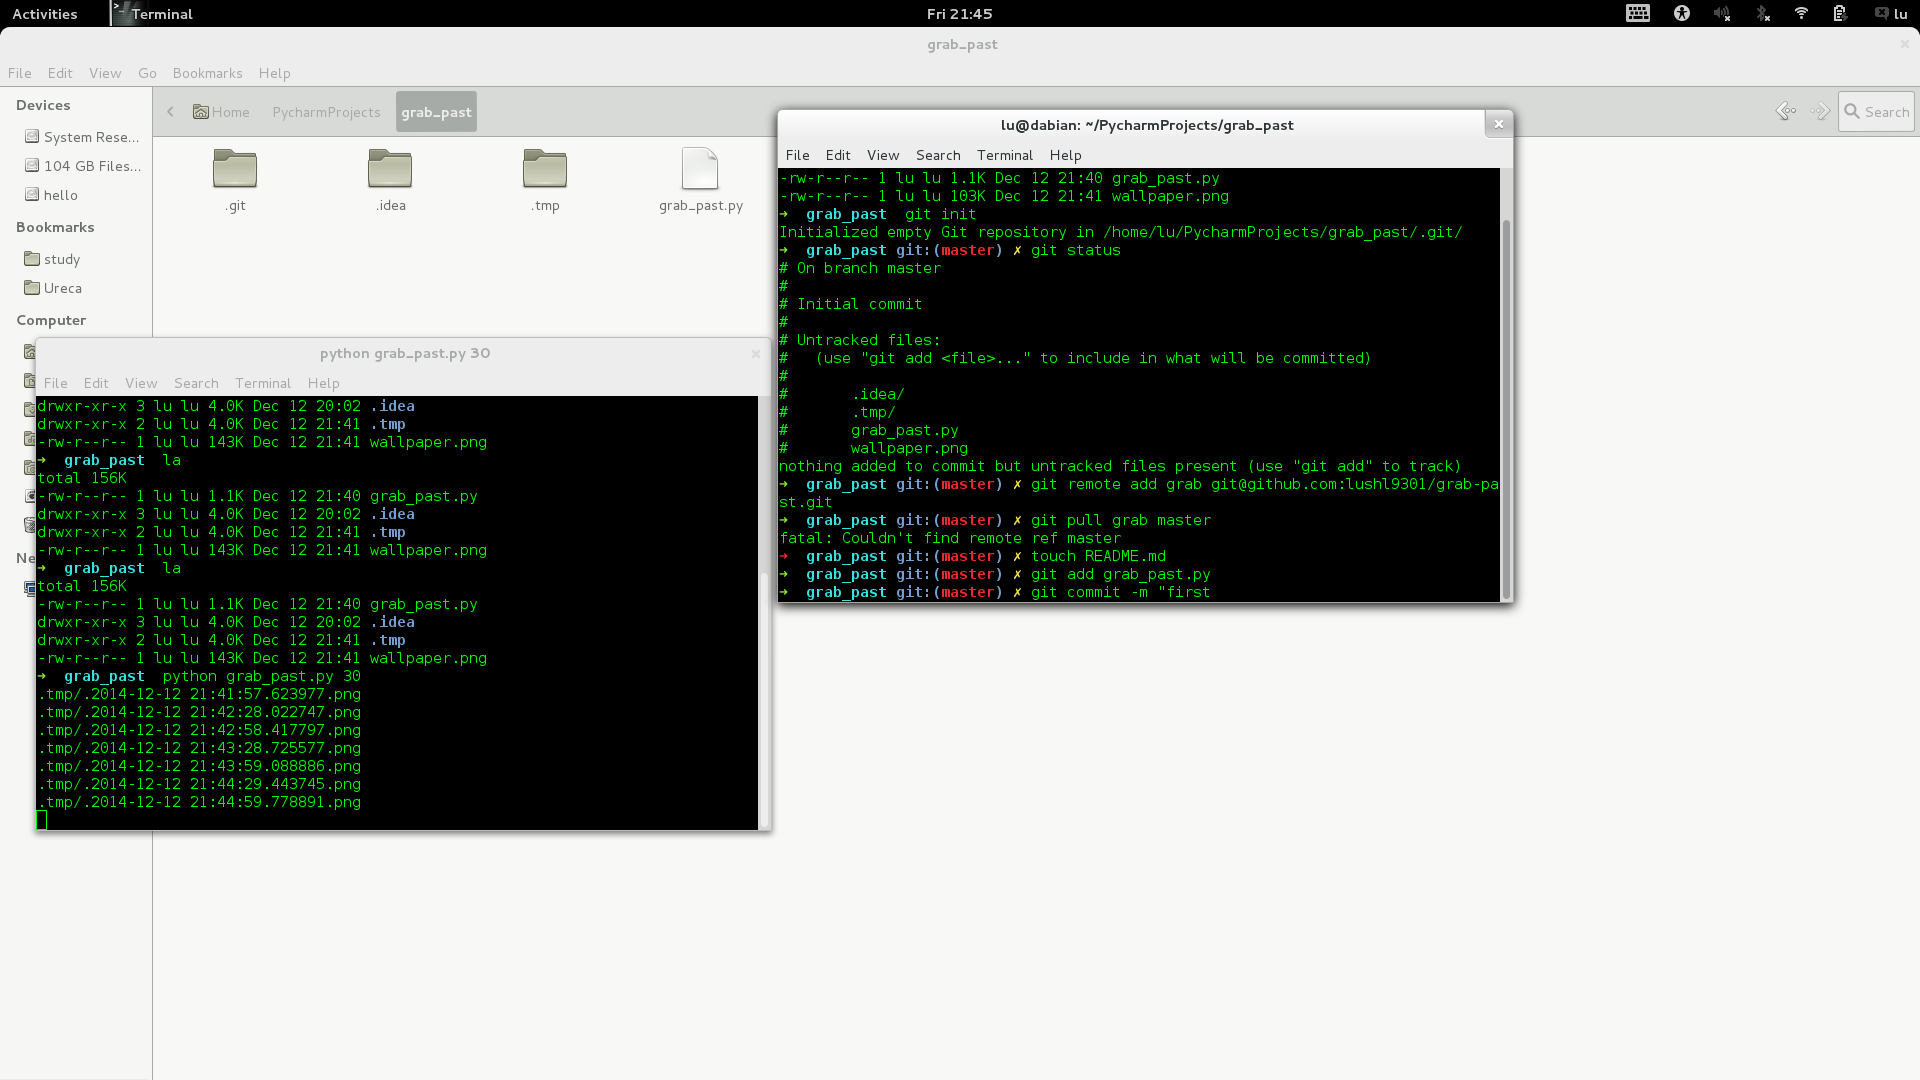 Activities
Terminal
Fri 21:45
lu
grab_past
File Edit View Go Bookmarks Help
Devices
System Rese...
104 GB Files...
hello
Bookmarks
study
Ureca
Computer
Ne
Home PycharmProjects grab_past
Search
.git
.idea
.tmp
grab_past.py
python grab_past.py 30
File Edit View Search Terminal Help
drwxr-xr-x 3 lu lu 4.0K Dec 12 20:02 .idea
drwxr-xr-x 2 lu lu 4.0K Dec 12 21:41 .tmp
-rw-r--r-- 1 lu lu 143K Dec 12 21:41 wallpaper.png
➜  grab_past  la
total 156K
-rw-r--r-- 1 lu lu 1.1K Dec 12 21:40 grab_past.py
drwxr-xr-x 3 lu lu 4.0K Dec 12 20:02 .idea
drwxr-xr-x 2 lu lu 4.0K Dec 12 21:41 .tmp
-rw-r--r-- 1 lu lu 143K Dec 12 21:41 wallpaper.png
➜  grab_past  la
total 156K
-rw-r--r-- 1 lu lu 1.1K Dec 12 21:40 grab_past.py
drwxr-xr-x 3 lu lu 4.0K Dec 12 20:02 .idea
drwxr-xr-x 2 lu lu 4.0K Dec 12 21:41 .tmp
-rw-r--r-- 1 lu lu 143K Dec 12 21:41 wallpaper.png
➜  grab_past  python grab_past.py 30
.tmp/.2014-12-12 21:41:57.623977.png
.tmp/.2014-12-12 21:42:28.022747.png
.tmp/.2014-12-12 21:42:58.417797.png
.tmp/.2014-12-12 21:43:28.725577.png
.tmp/.2014-12-12 21:43:59.088886.png
.tmp/.2014-12-12 21:44:29.443745.png
.tmp/.2014-12-12 21:44:59.778891.png
lu@dabian: ~/PycharmProjects/grab_past
File Edit View Search Terminal Help
-rw-r--r-- 1 lu lu 1.1K Dec 12 21:40 grab_past.py
-rw-r--r-- 1 lu lu 103K Dec 12 21:41 wallpaper.png
➜  grab_past  git init
Initialized empty Git repository in /home/lu/PycharmProjects/grab_past/.git/
➜  grab_past git:(master) ✗ git status
# On branch master
#
# Initial commit
#
# Untracked files:
#   (use "git add <file>..." to include in what will be committed)
#
#       .idea/
#       .tmp/
#       grab_past.py
#       wallpaper.png
nothing added to commit but untracked files present (use "git add" to track)
➜  grab_past git:(master) ✗ git remote add grab git@github.com:lushl9301/grab-pa
st.git
➜  grab_past git:(master) ✗ git pull grab master
fatal: Couldn't find remote ref master
➜  grab_past git:(master) ✗ touch README.md
➜  grab_past git:(master) ✗ git add grab_past.py
➜  grab_past git:(master) ✗ git commit -m "first